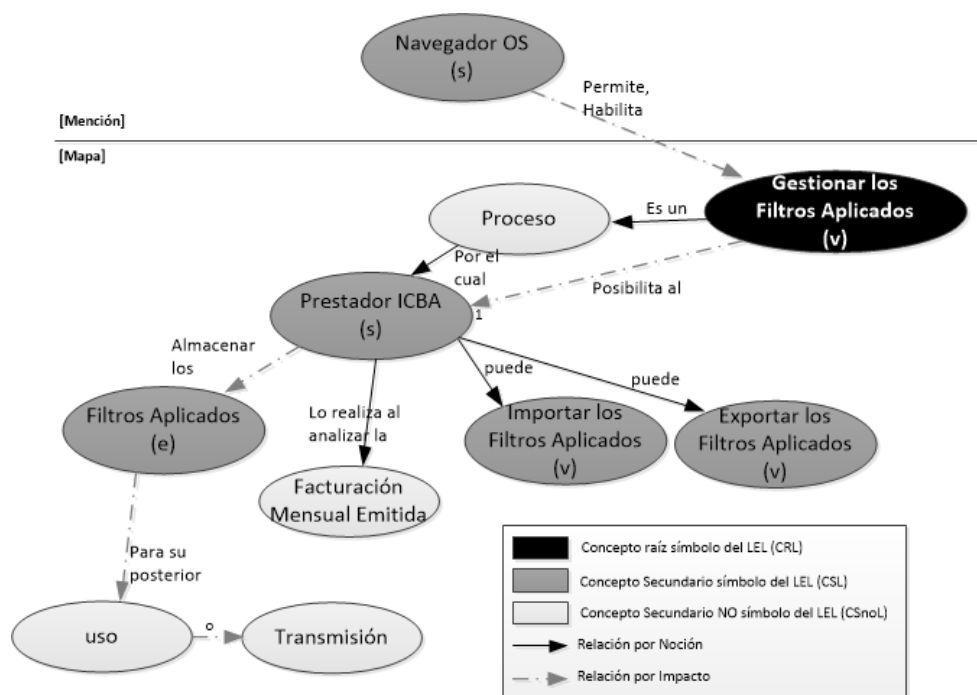 Navegador OS
(s)
Permite,
Habilita
[Mención]
[Mapa]
Gestionar los
Filtros Aplicados
(v)
Es un
Proceso
Por el
cual
Posibilita al
Prestador ICBA
(s)
1
Almacenar
los
puede
puede
Filtros Aplicados
(e)
Lo realiza al
analizar la
Importar los
Filtros Aplicados
(v)
Exportar los
Filtros Aplicados
(v)
Facturación
Mensual Emitida
Para su
posterior
uso
o
Transmisión
Concepto raíz símbolo del LEL (CRL)
Concepto Secundario símbolo del LEL (CSL)
Concepto Secundario NO símbolo del LEL (CSnoL)
Relación por Noción
Relación por Impacto